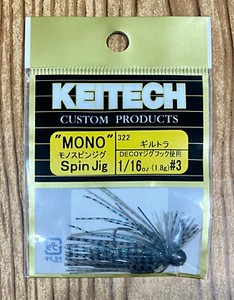 KEITECH
CUSTOM PRODUCTS
"MONO"
モノスピンジグ
Spin Jig
322
ギルトラ
DECOYジグフック使用
1/16oz (1.8g) #3